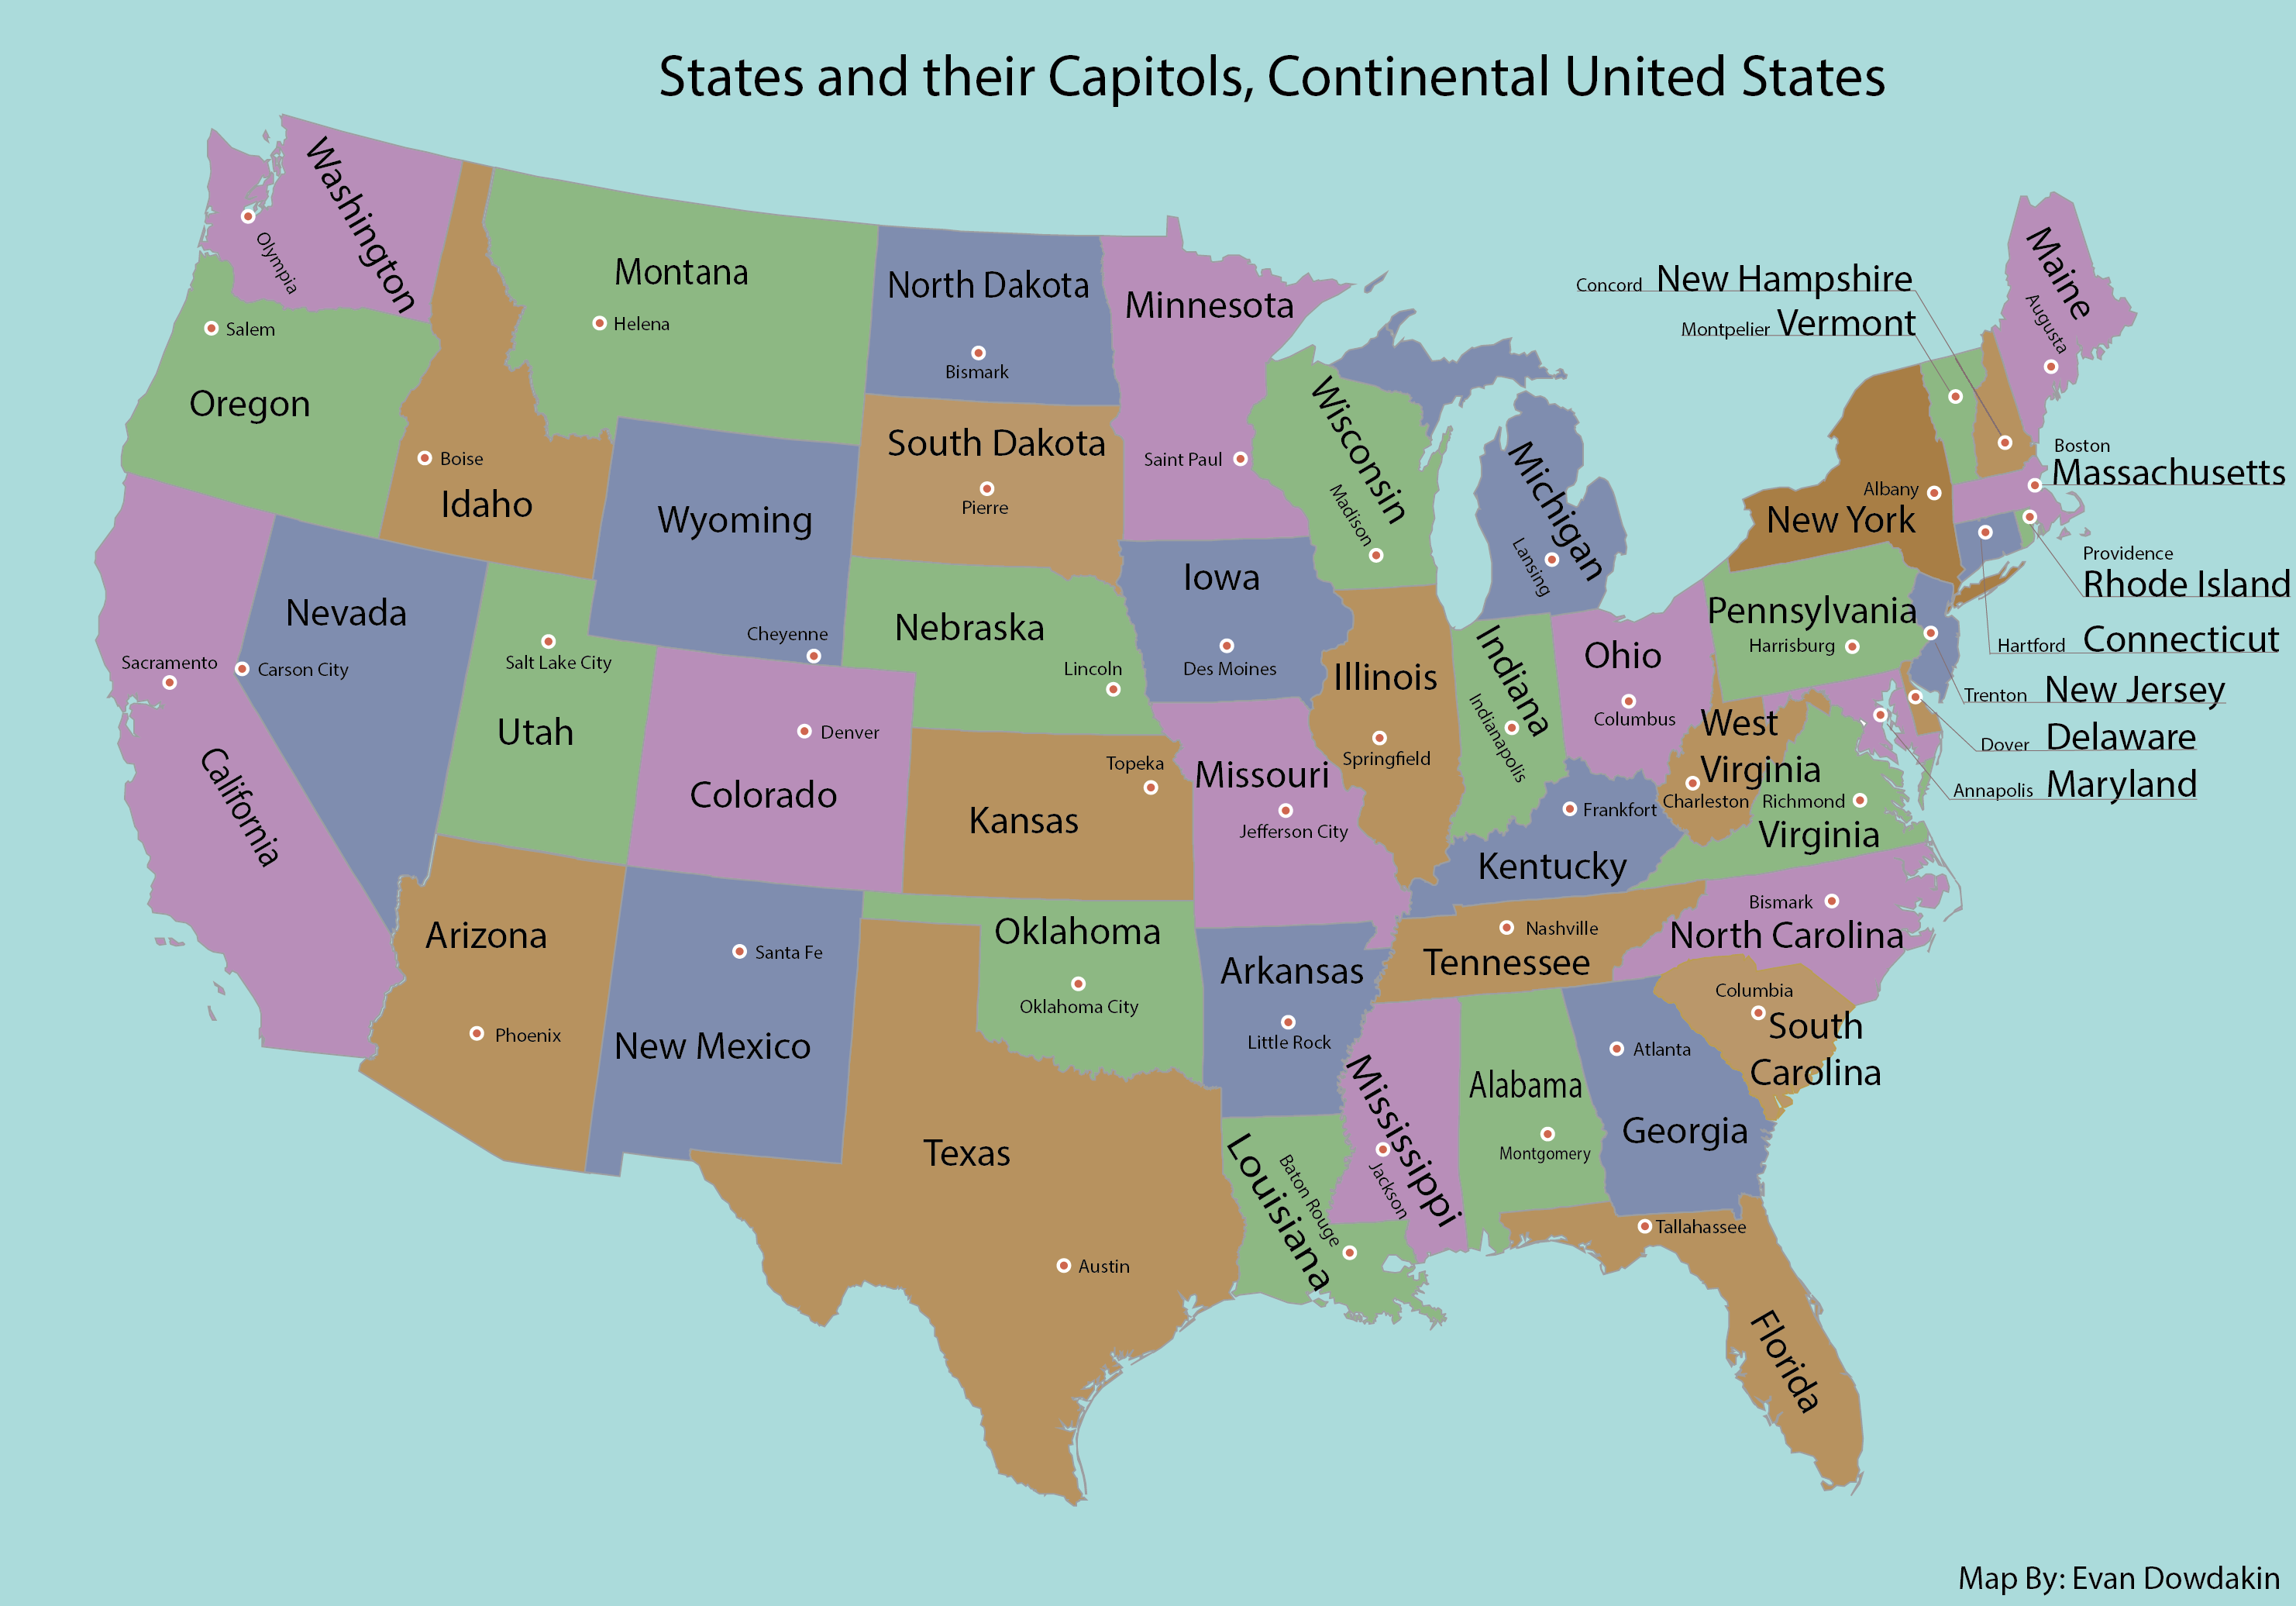 States and their Capitols, Continental United States
Washington
Olympia
Montana
Helena
North Dakota
Bismark
Minnesota
Saint Paul
Maine
Augusta
Concord New Hampshire
Montpelier Vermont
Salem
Oregon
Boise
Idaho
Wyoming
Cheyenne
South Dakota
Pierre
Wisconsin
Madison
Michigan
Lansing
Albany
New York
Boston
Massachusetts
Providence
Rhode Island
Hartford Connecticut
Trenton New Jersey
Dover Delaware
Annapolis Maryland
Nevada
Carson City
Sacramento
California
Salt Lake City
Utah
Denver
Colorado
Nebraska
Lincoln
Iowa
Des Moines
Illinois
Springfield
Indiana
Indianapolis
Ohio
Columbus
Pennsylvania
Harrisburg
West
Virginia
Charleston
Richmond
Virginia
Topeka
Kansas
Missouri
Jefferson City
Frankfort
Kentucky
Arizona
Phoenix
Santa Fe
New Mexico
Oklahoma
Oklahoma City
Arkansas
Little Rock
Nashville
Tennessee
Bismark
North Carolina
Columbia
South
Carolina
Texas
Austin
Louisiana
Baton Rouge
Mississippi
Jackson
Alabama
Montgomery
Atlanta
Georgia
Tallahassee
Florida
Map By: Evan Dowdakin